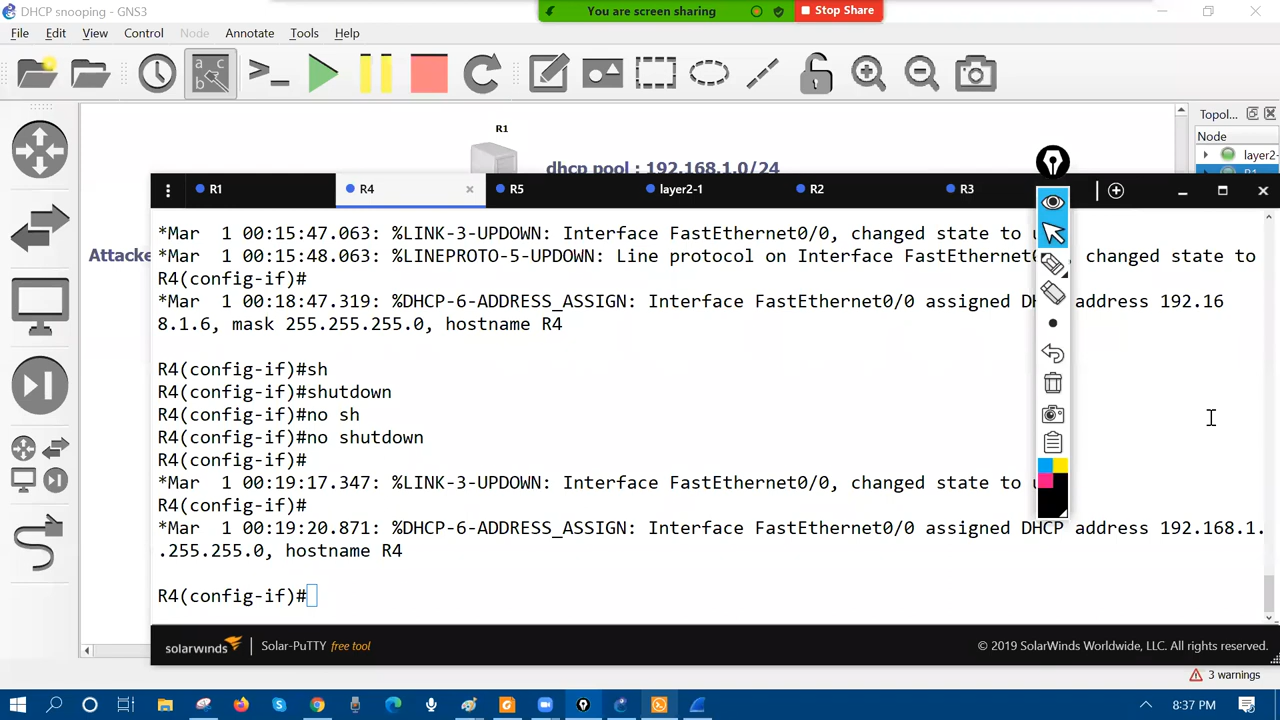 DHCP snooping - GNS3
You are screen sharing
Stop Share
File Edit View Control Node Annotate Tools Help
R1
dhcp pool : 192.168.1.0/24
Topol...
Node
layer2
Attacke
R1 R4 R5 layer2-1 R2 R3
*Mar 1 00:15:47.063: %LINK-3-UPDOWN: Interface FastEthernet0/0, changed state to u
*Mar 1 00:15:48.063: %LINEPROTO-5-UPDOWN: Line protocol on Interface FastEthernet0/0, changed state to
R4(config-if)#
*Mar 1 00:18:47.319: %DHCP-6-ADDRESS_ASSIGN: Interface FastEthernet0/0 assigned DH address 192.16
8.1.6, mask 255.255.255.0, hostname R4
R4(config-if)#sh
R4(config-if)#shutdown
R4(config-if)#no sh
R4(config-if)#no shutdown
R4(config-if)#
*Mar 1 00:19:17.347: %LINK-3-UPDOWN: Interface FastEthernet0/0, changed state to u
R4(config-if)#
*Mar 1 00:19:20.871: %DHCP-6-ADDRESS_ASSIGN: Interface FastEthernet0/0 assigned DHCP address 192.168.1.
.255.255.0, hostname R4
R4(config-if)#
solarwinds | Solar-PuTTY free tool
© 2019 SolarWinds Worldwide, LLC. All rights reserved.
3 warnings
8:37 PM